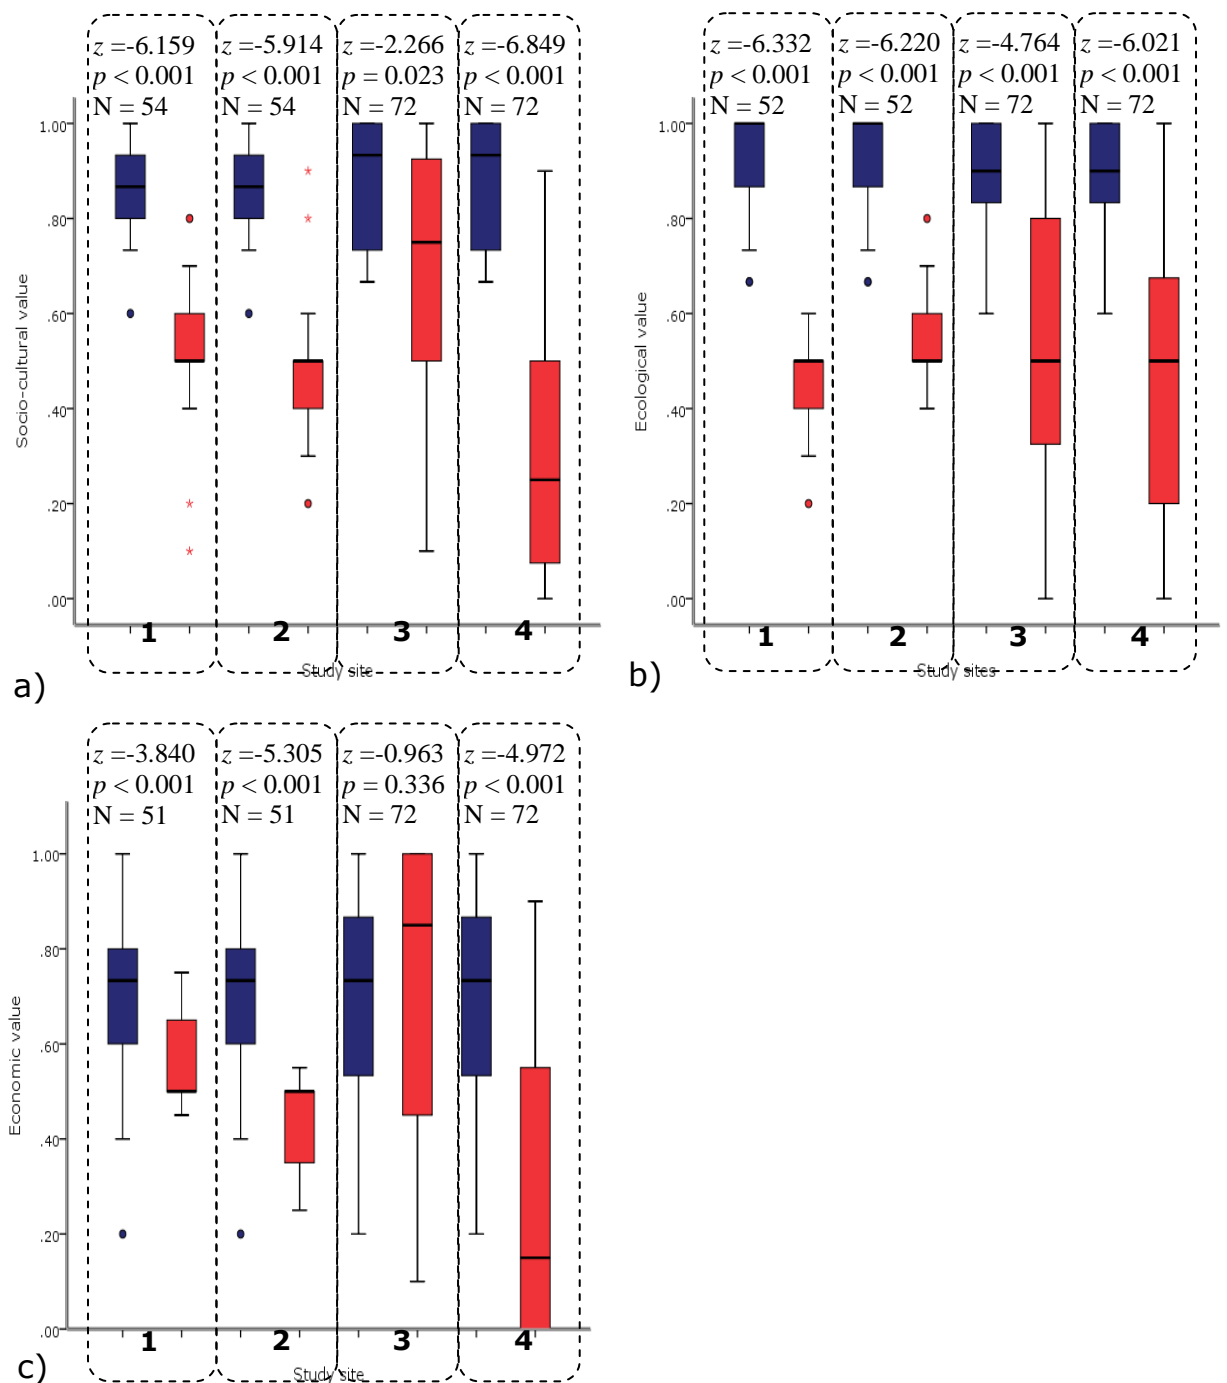 z =-6.159 z =-5.914 z =-2.266 z =-6.849
p < 0.001 p < 0.001 p = 0.023 p < 0.001
N = 54 N = 54 N = 72 N = 72
1.00
.80
.60
.40
.20
.00
Socio-cultural value
1 2 3 4
Study site
a)
z =-6.332 z =-6.220 z =-4.764 z =-6.021
p < 0.001 p < 0.001 p < 0.001 p < 0.001
N = 52 N = 52 N = 72 N = 72
1.00
.80
.60
.40
.20
.00
Ecological value
1 2 3 4
Study sites
b)
z =-3.840 z =-5.305 z =-0.963 z =-4.972
p < 0.001 p < 0.001 p = 0.336 p < 0.001
N = 51 N = 51 N = 72 N = 72
1.00
.80
.60
.40
.20
.00
Economic value
1 2 3 4
Study site
c)